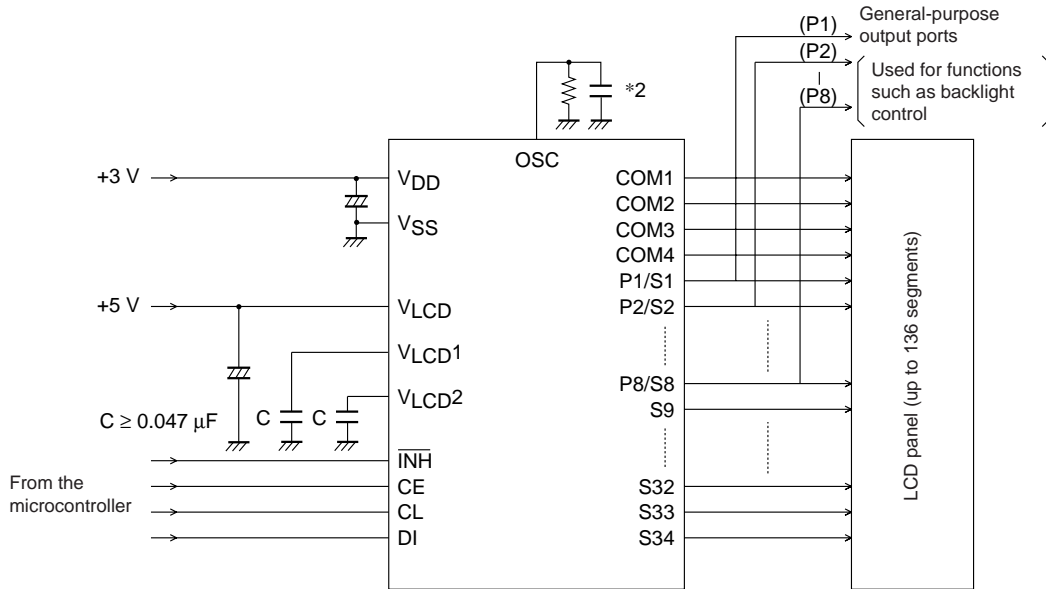 (P1)
General-purpose
output ports
(P2)
(P8)
Used for functions
such as backlight
control
*2
OSC
+3 V
VDD
VSS
+5 V
VLCD
VLCD1
VLCD2
C ≥ 0.047 μF
C
C
INH
CE
CL
DI
From the
microcontroller
COM1
COM2
COM3
COM4
P1/S1
P2/S2
P8/S8
S9
S32
S33
S34
LCD panel (up to 136 segments)